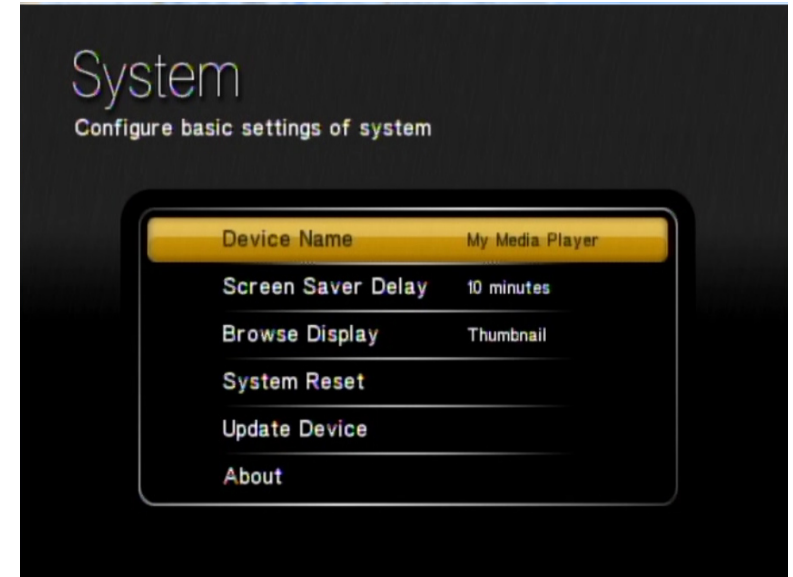 System
Configure basic settings of system
Device Name My Media Player
Screen Saver Delay 10 minutes
Browse Display Thumbnail
System Reset
Update Device
About